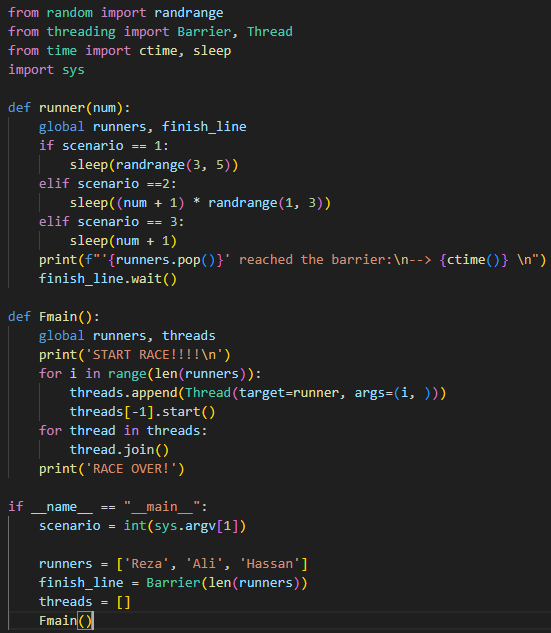 from random import randrange
from threading import Barrier, Thread
from time import ctime, sleep
import sys

def runner(num):
    global runners, finish_line
    if scenario == 1:
        sleep(randrange(3, 5))
    elif scenario ==2:
        sleep((num + 1) * randrange(1, 3))
    elif scenario == 3:
        sleep(num + 1)
    print(f"'{runners.pop()}' reached the barrier:\n--> {ctime()} \n")
    finish_line.wait()

def Fmain():
    global runners, threads
    print('START RACE!!!!\n')
    for i in range(len(runners)):
        threads.append(Thread(target=runner, args=(i, )))
        threads[-1].start()
    for thread in threads:
        thread.join()
    print('RACE OVER!')

if __name__ == "__main__":
    scenario = int(sys.argv[1])

    runners = ['Reza', 'Ali', 'Hassan']
    finish_line = Barrier(len(runners))
    threads = []
    Fmain()